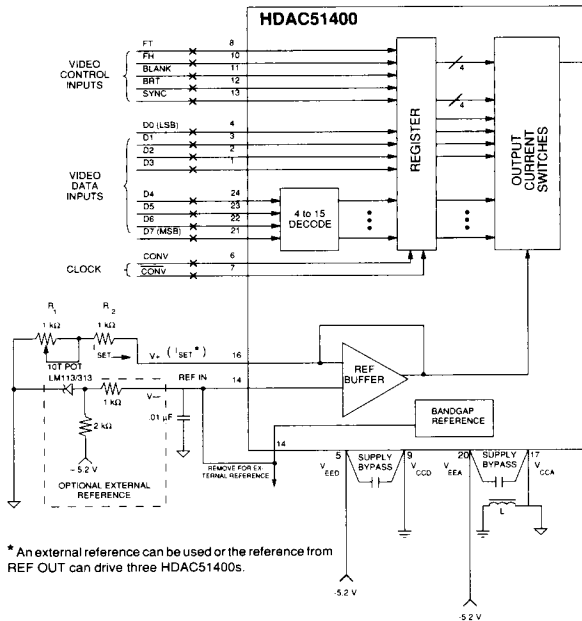 HDAC51400
VIDEO
CONTROL
INPUTS
FT 8
FH 10
BLANK 11
BRT 12
SYNC 13
VIDEO
DATA
INPUTS
D0 (LSB) 4
D1 3
D2 2
D3 1
D4 24
D5 23
D6 22
D7 (MSB) 21
4 to 15
DECODE
REGISTER
4
4
OUTPUT
CURRENT
SWITCHES
CLOCK
CONV 6
CONV 7
R1
R2
1 kΩ
1 kΩ
10T POT
ISET
V+ (ISET*) 16
LM113/313
1 kΩ
V—
REF IN 14
.01 µF
2 kΩ
- 5.2 V
OPTIONAL EXTERNAL
REFERENCE
REF
BUFFER
BANDGAP
REFERENCE
14
REMOVE FOR EX-
TERNAL REFERENCE
5
SUPPLY
BYPASS
9
20
SUPPLY
BYPASS
17
VEED
VCCD
VEEA
VCCA
L
-5.2 V
-5.2 V
* An external reference can be used or the reference from
REF OUT can drive three HDAC51400s.